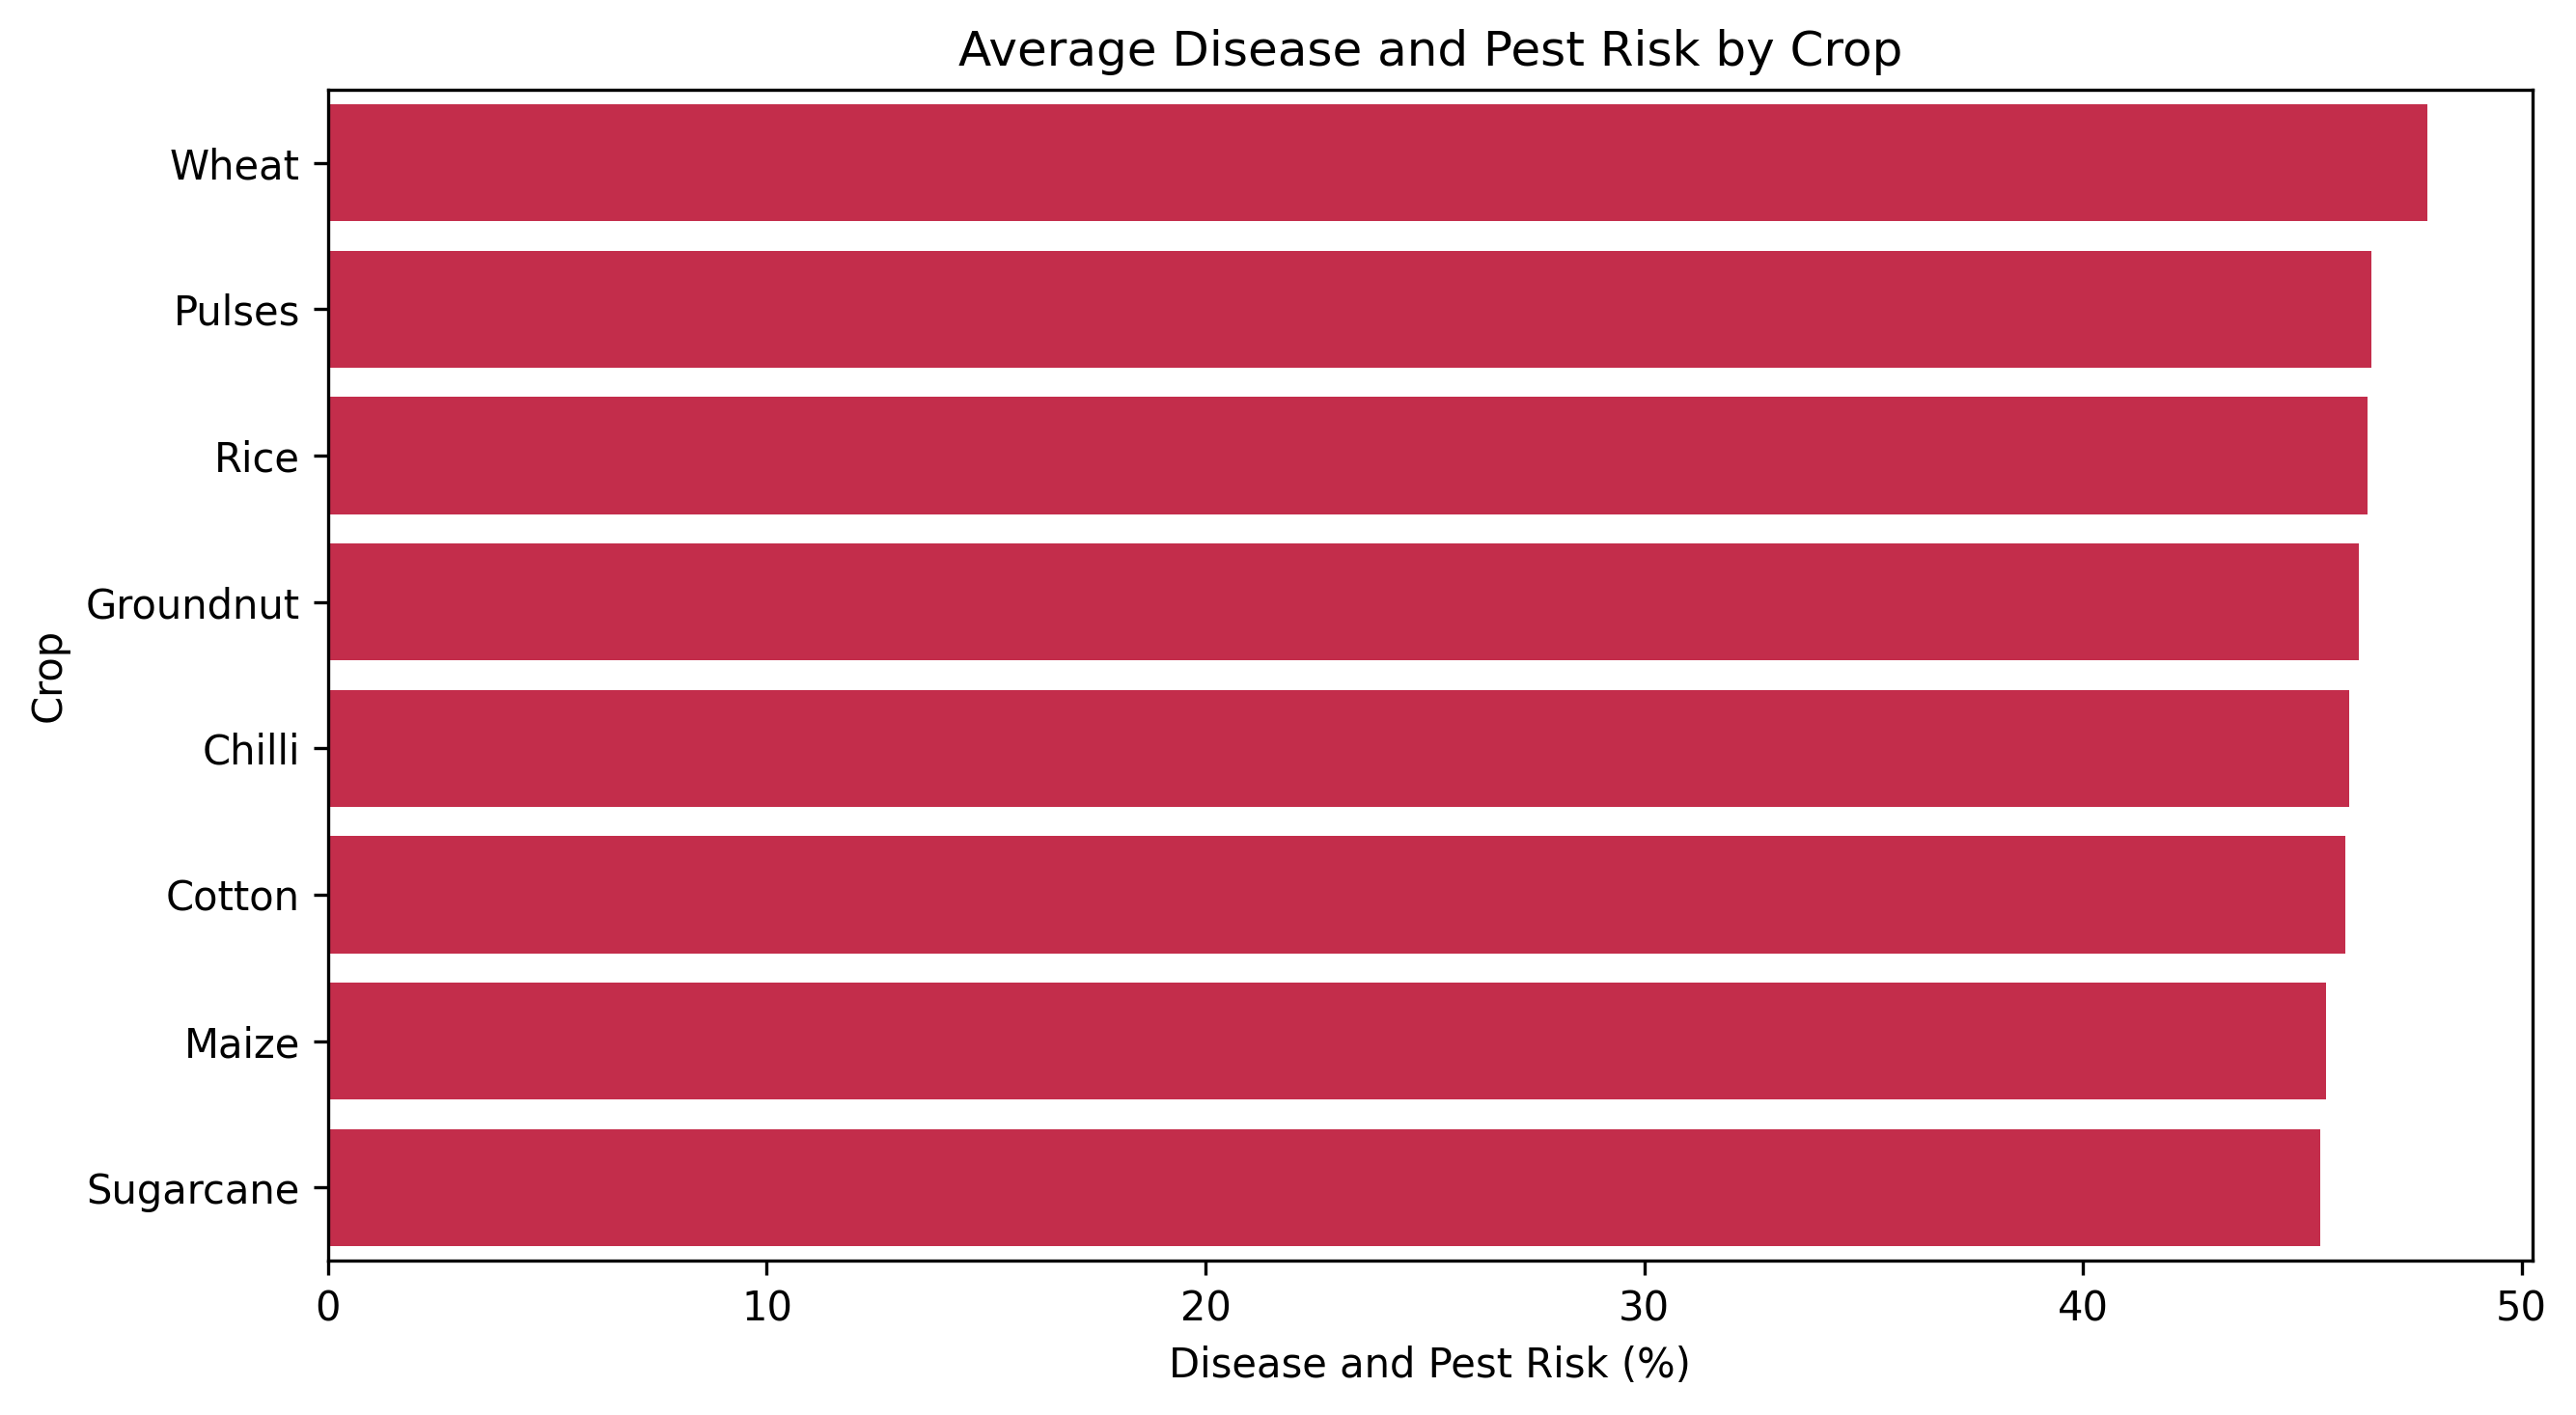 Average Disease and Pest Risk by Crop
Crop
Wheat
Pulses
Rice
Groundnut
Chilli
Cotton
Maize
Sugarcane
0 10 20 30 40 50
Disease and Pest Risk (%)